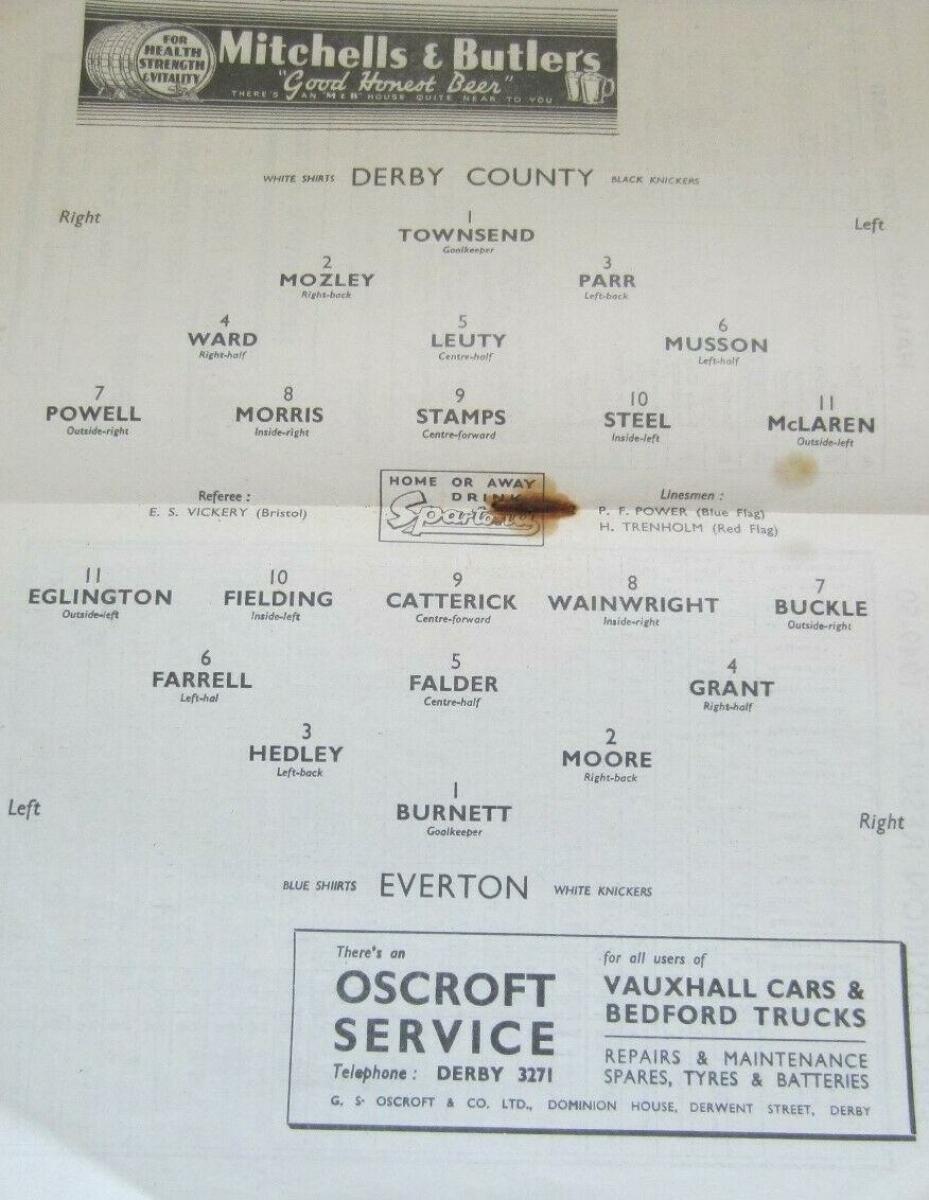 FOR
HEALTH
STRENGTH
& VITALITY
Mitchells & Butlers
"Good Honest Beer"
THERE'S AN "M & B" HOUSE QUITE NEAR TO YOU
WHITE SHIRTS DERBY COUNTY BLACK KNICKERS
Right Left
1
TOWNSEND
Goalkeeper
2 3
MOZLEY PARR
Right-back Left-back
4 5 6
WARD LEUTY MUSSON
Right-half Centre-half Left-half
7 8 9 10 11
POWELL MORRIS STAMPS STEEL McLAREN
Outside-right Inside-right Centre-forward Inside-left Outside-left
Referee :
E. S. VICKERY (Bristol)
HOME OR AWAY
DRINK
Linesmen :
P. F. POWER (Blue Flag)
H. TRENHOLM (Red Flag)
11 10 9 8 7
EGLINGTON FIELDING CATTERICK WAINWRIGHT BUCKLE
Outside-left Inside-left Centre-forward Inside-right Outside-right
6 5 4
FARRELL FALDER GRANT
Left-hal Centre-half Right-half
3 2
HEDLEY MOORE
Left-back Right-back
1
BURNETT
Goalkeeper
Left Right
BLUE SHIIRTS EVERTON WHITE KNICKERS
There's an
OSCROFT
SERVICE
Telephone : DERBY 3271
for all users of
VAUXHALL CARS &
BEDFORD TRUCKS
REPAIRS & MAINTENANCE
SPARES, TYRES & BATTERIES
G. S. OSCROFT & CO. LTD., DOMINION HOUSE, DERWENT STREET, DERBY